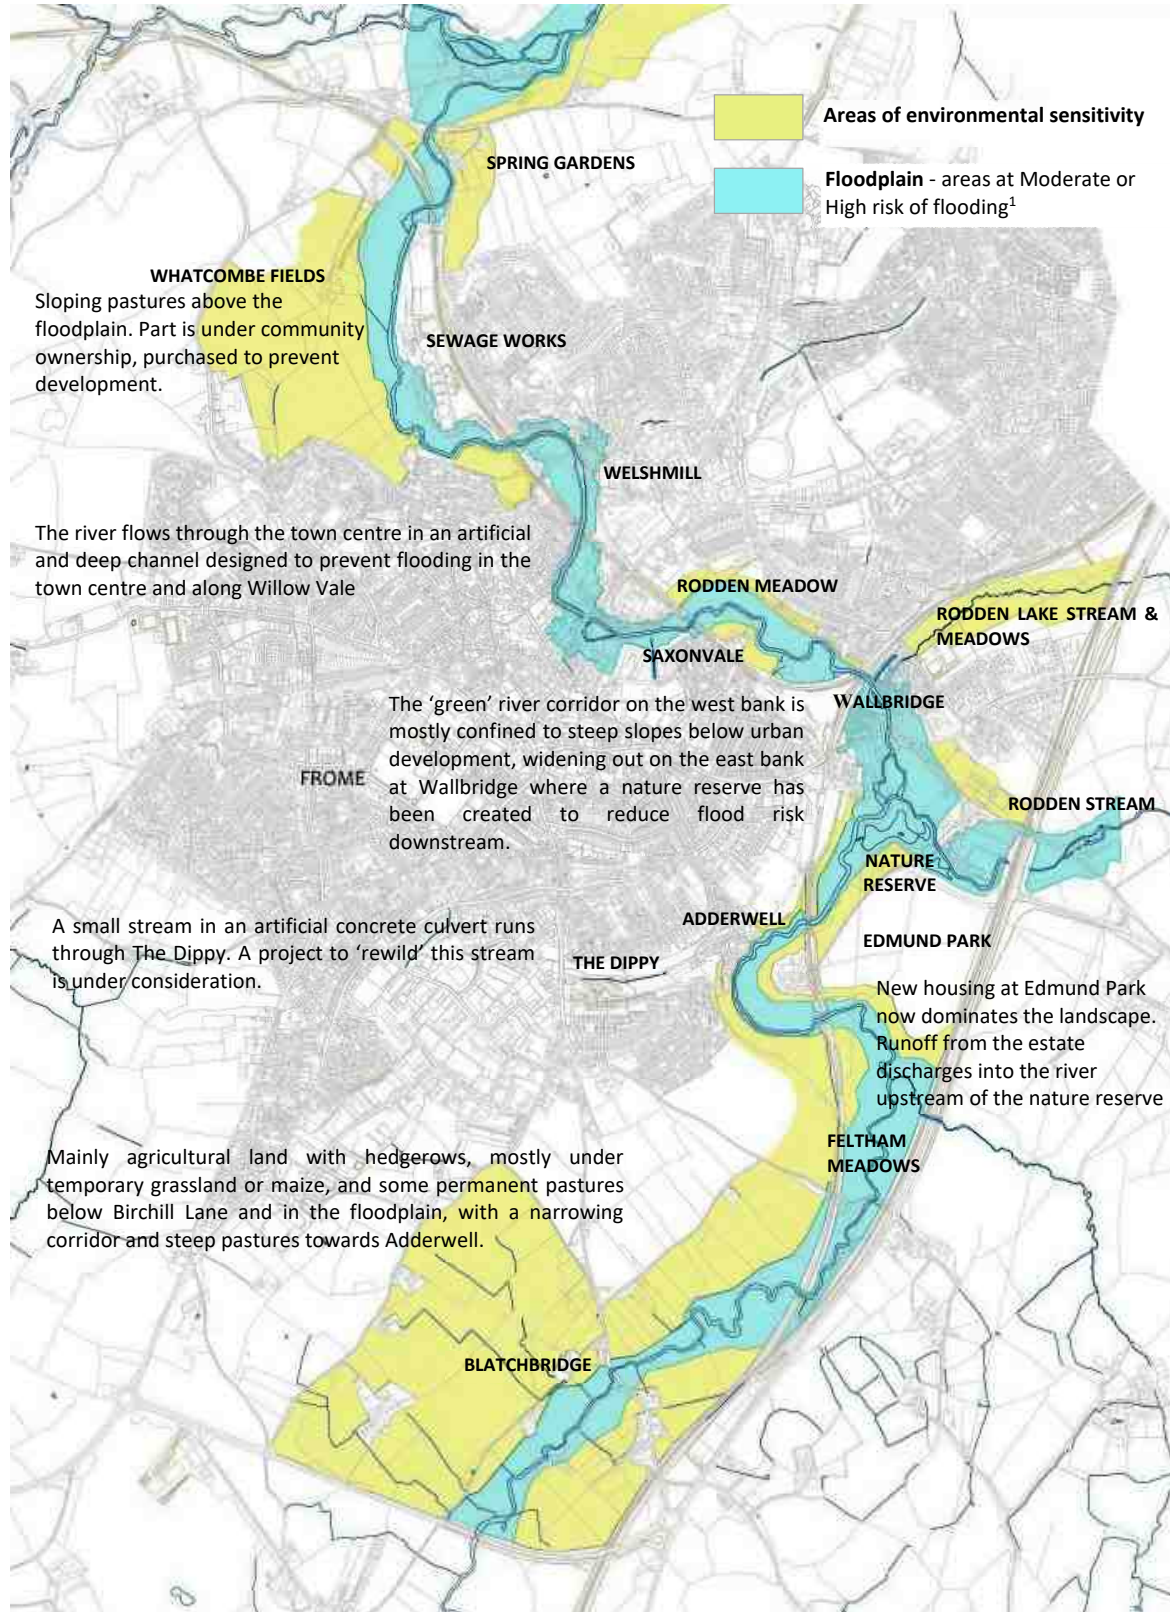 Areas of environmental sensitivity
SPRING GARDENS
Floodplain - areas at Moderate or
High risk of flooding¹
WHATCOMBE FIELDS
Sloping pastures above the
floodplain. Part is under community
ownership, purchased to prevent
development.
SEWAGE WORKS
WELSHMILL
The river flows through the town centre in an artificial
and deep channel designed to prevent flooding in the
town centre and along Willow Vale
RODDEN MEADOW
RODDEN LAKE STREAM &
MEADOWS
SAXONVALE
WALLBRIDGE
The ‘green’ river corridor on the west bank is
mostly confined to steep slopes below urban
development, widening out on the east bank
at Wallbridge where a nature reserve has
been created to reduce flood risk
downstream.
FROME
RODDEN STREAM
NATURE
RESERVE
ADDERWELL
EDMUND PARK
A small stream in an artificial concrete culvert runs
through The Dippy. A project to ‘rewild’ this stream
is under consideration.
THE DIPPY
New housing at Edmund Park
now dominates the landscape.
Runoff from the estate
discharges into the river
upstream of the nature reserve
FELTHAM
MEADOWS
Mainly agricultural land with hedgerows, mostly under
temporary grassland or maize, and some permanent pastures
below Birchill Lane and in the floodplain, with a narrowing
corridor and steep pastures towards Adderwell.
BLATCHBRIDGE